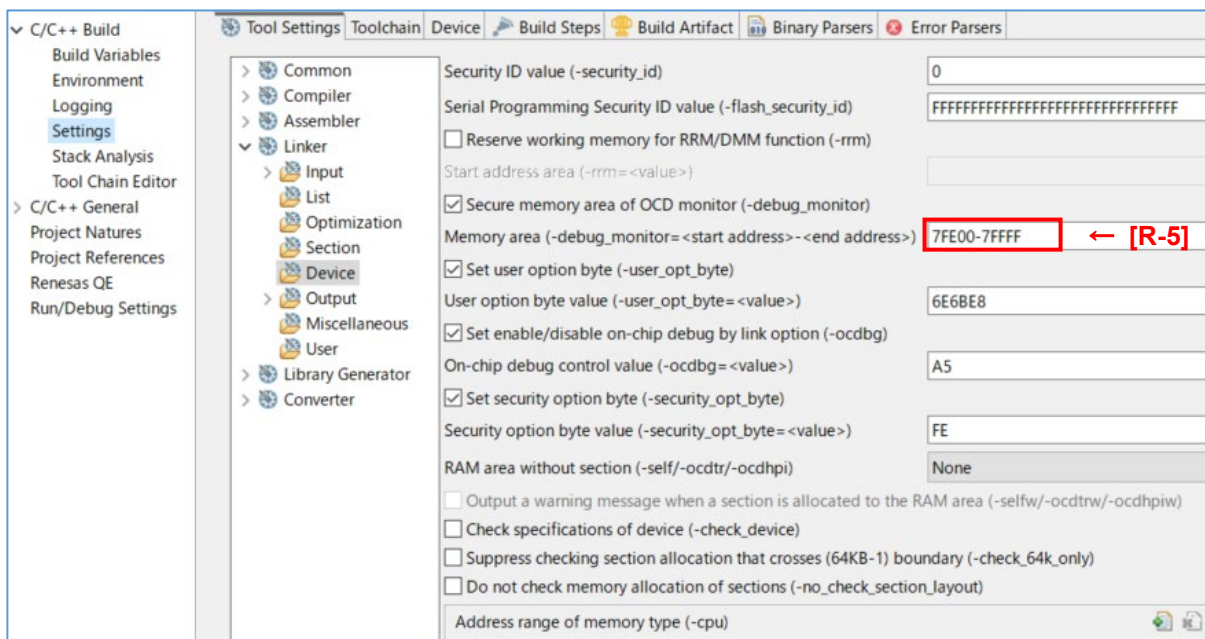 C/C++ Build
Build Variables
Environment
Logging
Settings
Stack Analysis
Tool Chain Editor
C/C++ General
Project Natures
Project References
Renesas QE
Run/Debug Settings
Tool Settings Toolchain Device Build Steps Build Artifact Binary Parsers Error Parsers
Common
Compiler
Assembler
Linker
Input
List
Optimization
Section
Device
Output
Miscellaneous
User
Library Generator
Converter
Security ID value (-security_id) 0
Serial Programming Security ID value (-flash_security_id) FFFFFFFFFFFFFFFFFFFFFFFFFFFFFFFF
Reserve working memory for RRM/DMM function (-rrm)
Start address area (-rrm=<value>)
Secure memory area of OCD monitor (-debug_monitor)
Memory area (-debug_monitor=<start address>-<end address>) 7FE00-7FFFF ← [R-5]
Set user option byte (-user_opt_byte)
User option byte value (-user_opt_byte=<value>) 6E6BE8
Set enable/disable on-chip debug by link option (-ocdbg)
On-chip debug control value (-ocdbg=<value>) A5
Set security option byte (-security_opt_byte)
Security option byte value (-security_opt_byte=<value>) FE
RAM area without section (-self/-ocdtr/-ocdhpi) None
Output a warning message when a section is allocated to the RAM area (-selfw/-ocdtrw/-ocdhpiw)
Check specifications of device (-check_device)
Suppress checking section allocation that crosses (64KB-1) boundary (-check_64k_only)
Do not check memory allocation of sections (-no_check_section_layout)
Address range of memory type (-cpu)